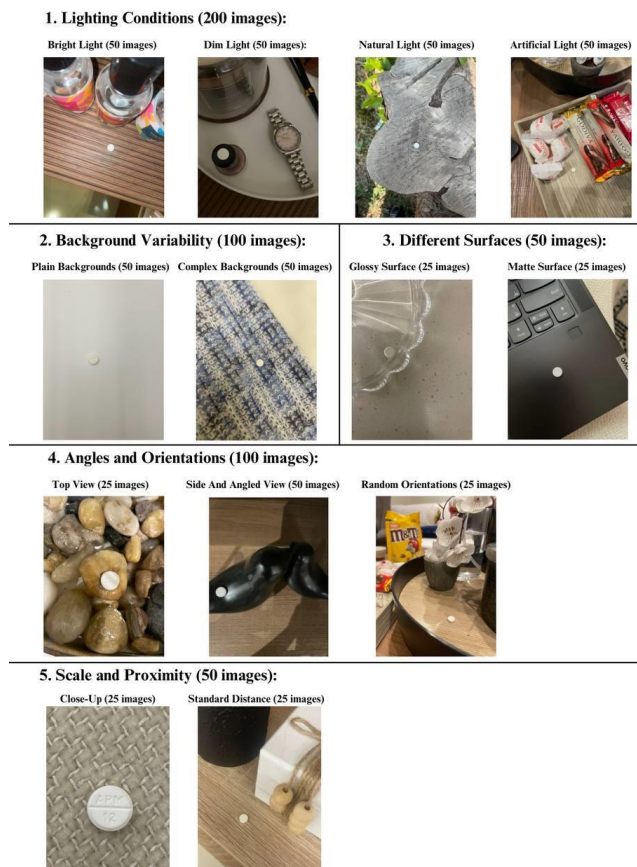 1. Lighting Conditions (200 images):
Bright Light (50 images)
Dim Light (50 images):
Natural Light (50 images)
Artificial Light (50 images)
2. Background Variability (100 images):
Plain Backgrounds (50 images)
Complex Backgrounds (50 images)
3. Different Surfaces (50 images):
Glossy Surface (25 images)
Matte Surface (25 images)
4. Angles and Orientations (100 images):
Top View (25 images)
Side And Angled View (50 images)
Random Orientations (25 images)
m&m's
5. Scale and Proximity (50 images):
Close-Up (25 images)
Standard Distance (25 images)
APM
12